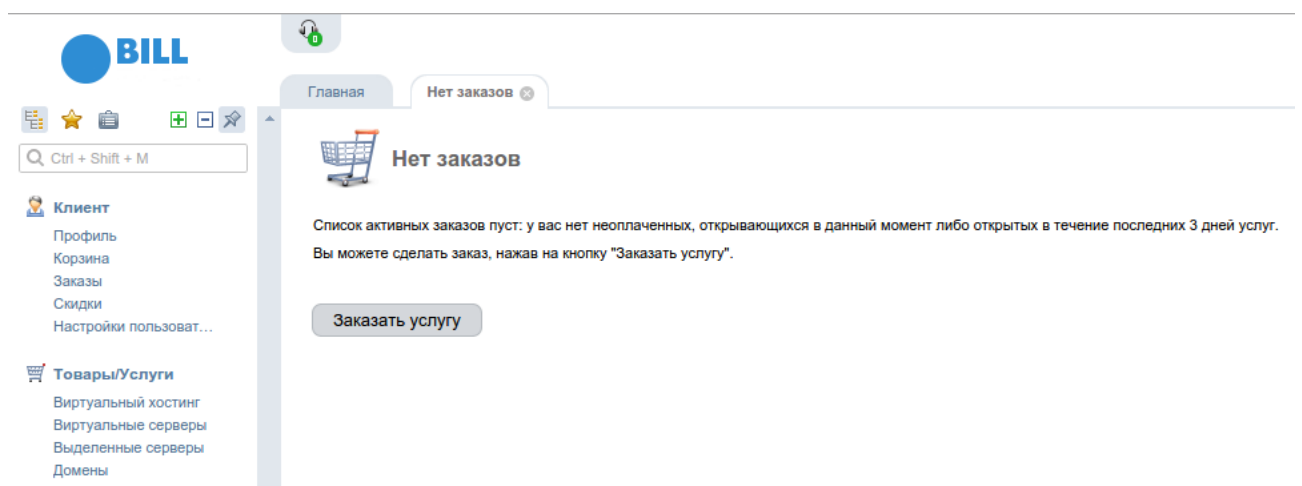 BILL
0
Главная
Нет заказов
Ctrl + Shift + M
Клиент
Профиль
Корзина
Заказы
Скидки
Настройки пользоват...
Товары/Услуги
Виртуальный хостинг
Виртуальные серверы
Выделенные серверы
Домены
Нет заказов
Список активных заказов пуст: у вас нет неоплаченных, открывающихся в данный момент либо открытых в течение последних 3 дней услуг.
Вы можете сделать заказ, нажав на кнопку "Заказать услугу".
Заказать услугу